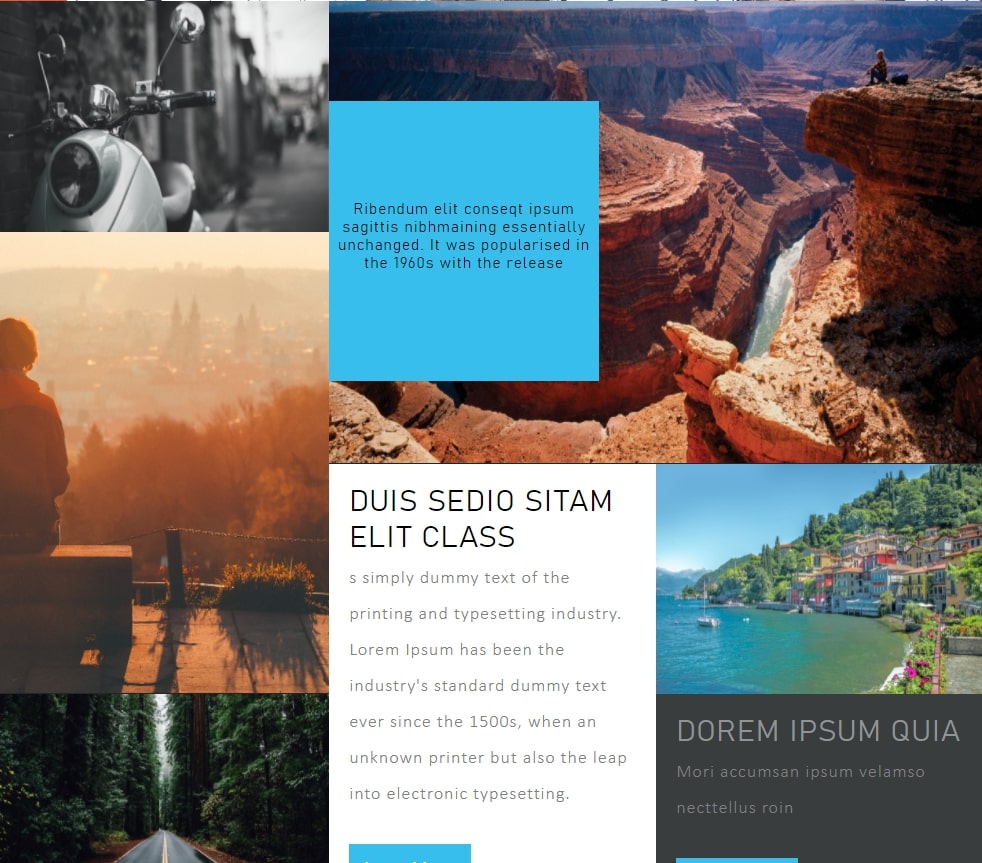 Ribendum elit conseqt ipsum
sagittis nibhmaining essentially
unchanged. It was popularised in
the 1960s with the release
DUIS SEDIO SITAM
ELIT CLASS
s simply dummy text of the
printing and typesetting industry.
Lorem Ipsum has been the
industry's standard dummy text
ever since the 1500s, when an
unknown printer but also the leap
into electronic typesetting.
DOREM IPSUM QUIA
Mori accumsan ipsum velamso
necttellus roin